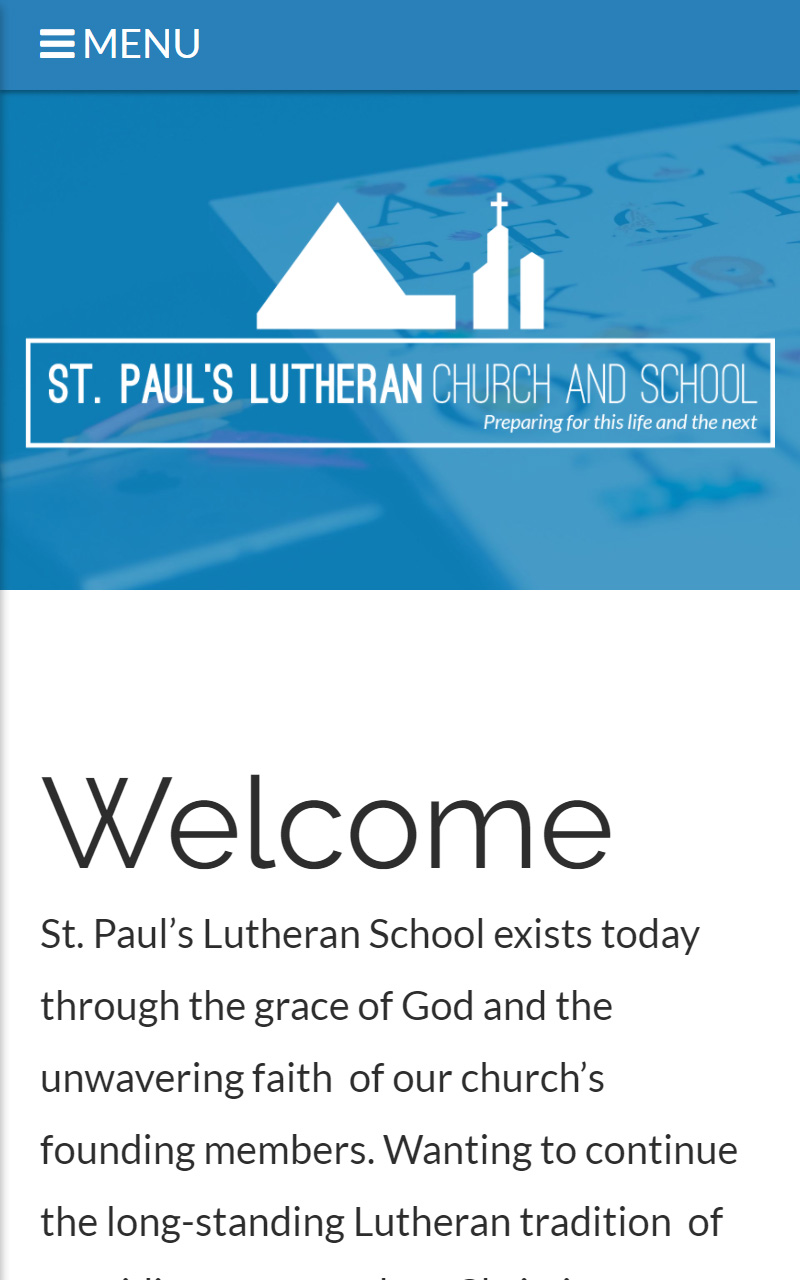 MENU
A B C D
E F G H
K L
ST. PAUL'S LUTHERAN CHURCH AND SCHOOL
Preparing for this life and the next
Welcome
St. Paul’s Lutheran School exists today
through the grace of God and the
unwavering faith  of our church’s
founding members. Wanting to continue
the long-standing Lutheran tradition  of